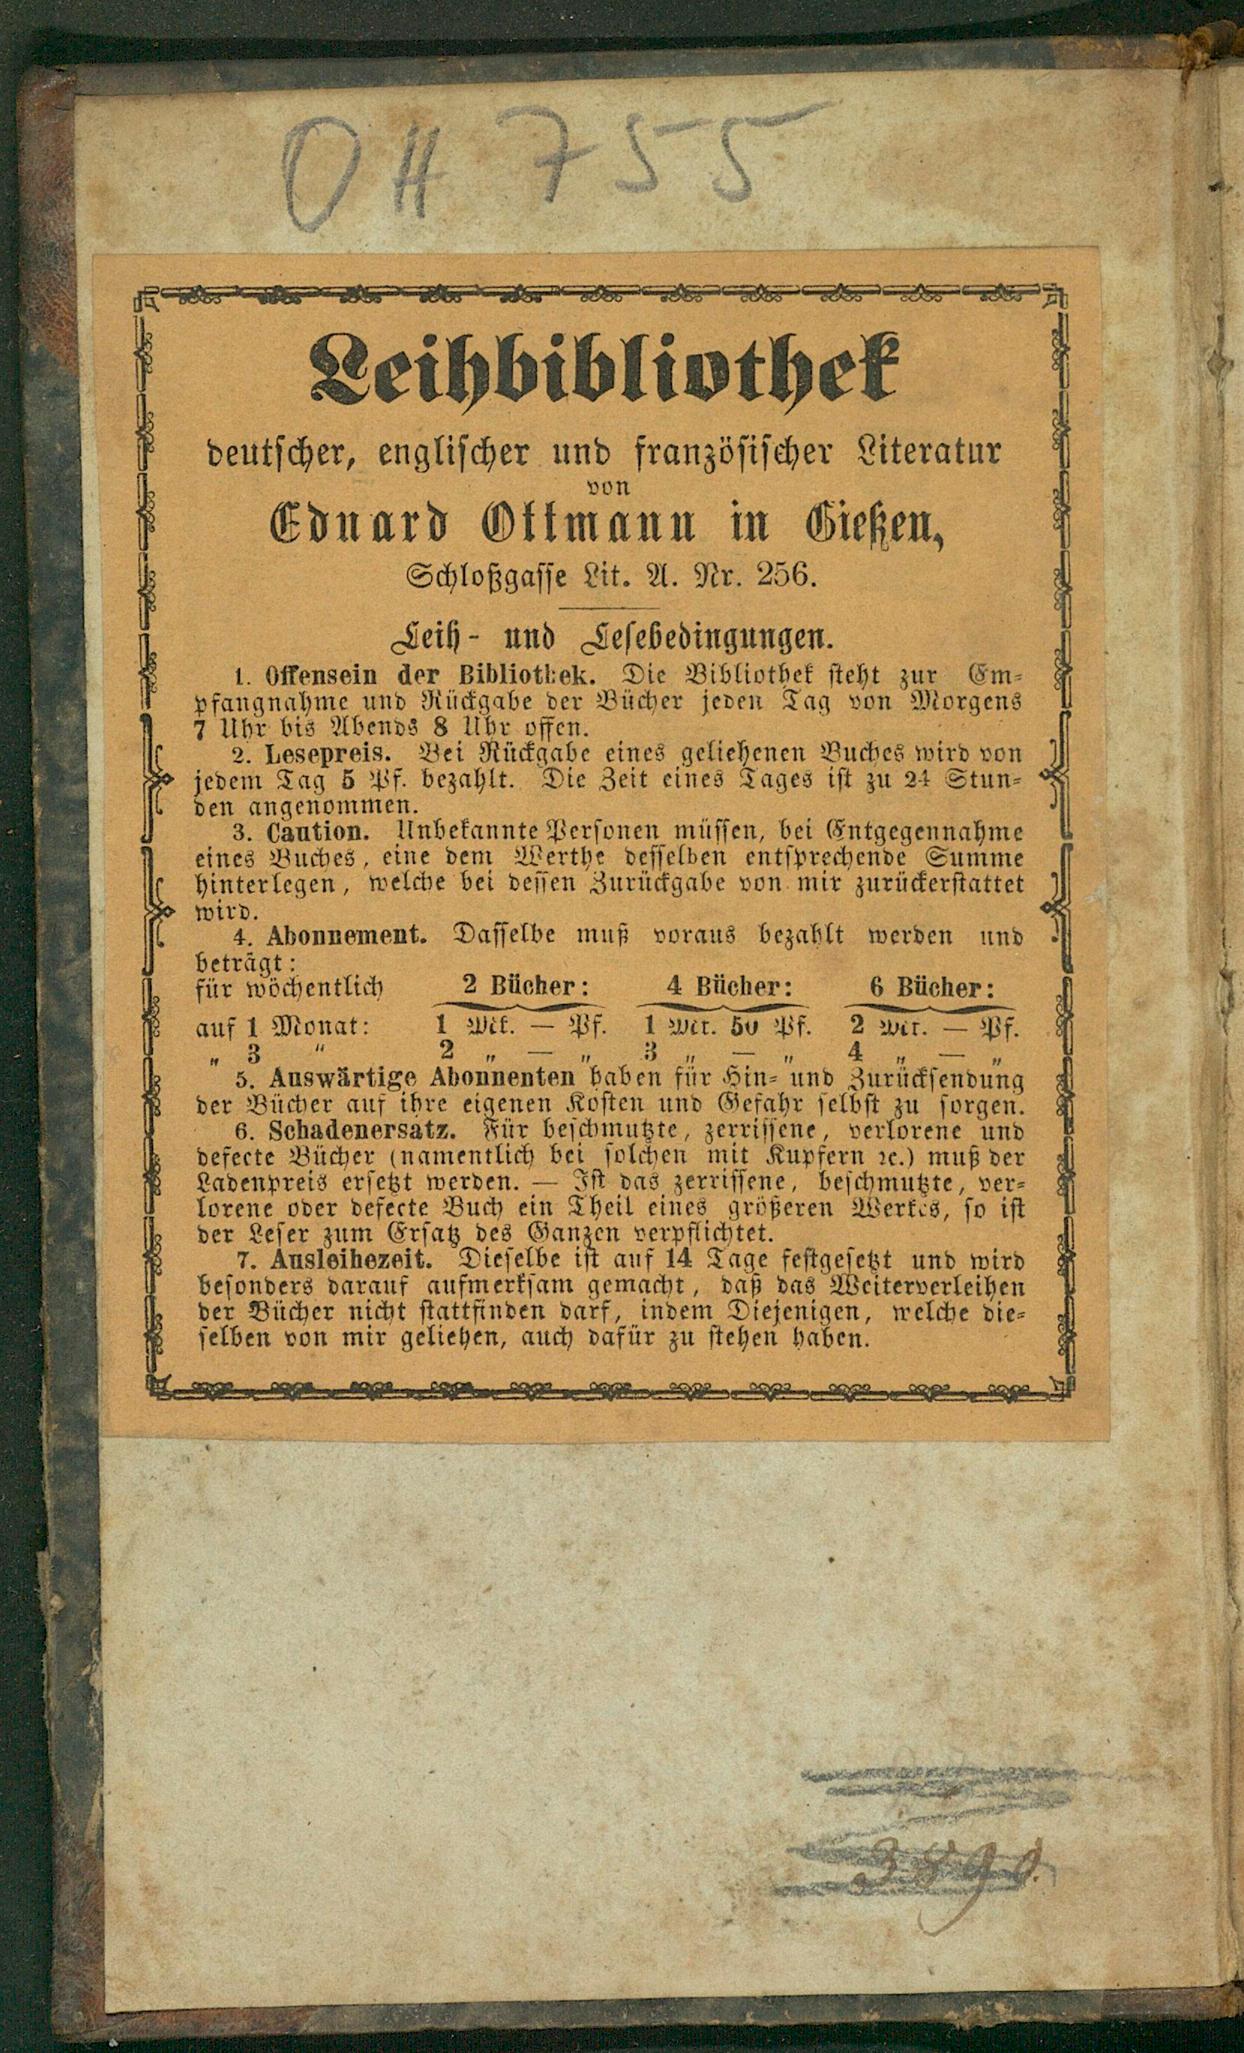 OH 755
Leihbibliothek
deutscher, englischer und französischer Literatur
von
Eduard Ottmann in Gießen,
Schloßgasse Lit. A. Nr. 256.
Leih- und Lesebedingungen.
1. Offensein der Bibliothek. Die Bibliothek steht zur Em-
pfangnahme und Rückgabe der Bücher jeden Tag von Morgens
7 Uhr bis Abends 8 Uhr offen.
2. Lesepreis. Bei Rückgabe eines geliehenen Buches wird von
jedem Tag 5 Pf. bezahlt. Die Zeit eines Tages ist zu 24 Stun-
den angenommen.
3. Caution. Unbekannte Personen müssen, bei Entgegennahme
eines Buches, eine dem Werthe desselben entsprechende Summe
hinterlegen, welche bei dessen Zurückgabe von mir zurückerstattet
wird.
4. Abonnement. Dasselbe muß voraus bezahlt werden und
beträgt:
für wöchentlich 2 Bücher: 4 Bücher: 6 Bücher:
auf 1 Monat: 1 Mk. — Pf. 1 Mk. 50 Pf. 2 Mk. — Pf.
„ 3 „ 2 „ — „ 3 „ — „ 4 „ — „
5. Auswärtige Abonnenten haben für Hin- und Zurücksendung
der Bücher auf ihre eigenen Kosten und Gefahr selbst zu sorgen.
6. Schadenersatz. Für beschmutzte, zerrissene, verlorene und
defecte Bücher (namentlich bei solchen mit Kupfern ꝛc.) muß der
Ladenpreis ersetzt werden. — Ist das zerrissene, beschmutzte, ver-
lorene oder defecte Buch ein Theil eines größeren Werkes, so ist
der Leser zum Ersatz des Ganzen verpflichtet.
7. Ausleihezeit. Dieselbe ist auf 14 Tage festgesetzt und wird
besonders darauf aufmerksam gemacht, daß das Weiterverleihen
der Bücher nicht stattfinden darf, indem Diejenigen, welche die-
selben von mir geliehen, auch dafür zu stehen haben.
3890.